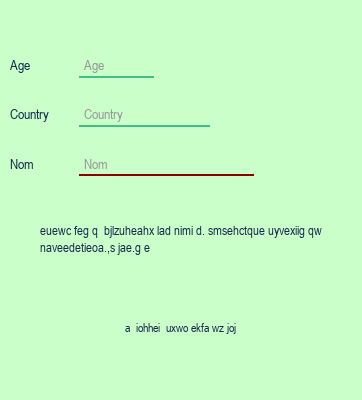 Age Age
Country Country
Nom Nom
euewc feg q  bjlzuheahx lad nimi d. smsehctque uyvexiig qw
naveedetieoa.,s jae.g e
a  iohhei  uxwo ekfa wz joj